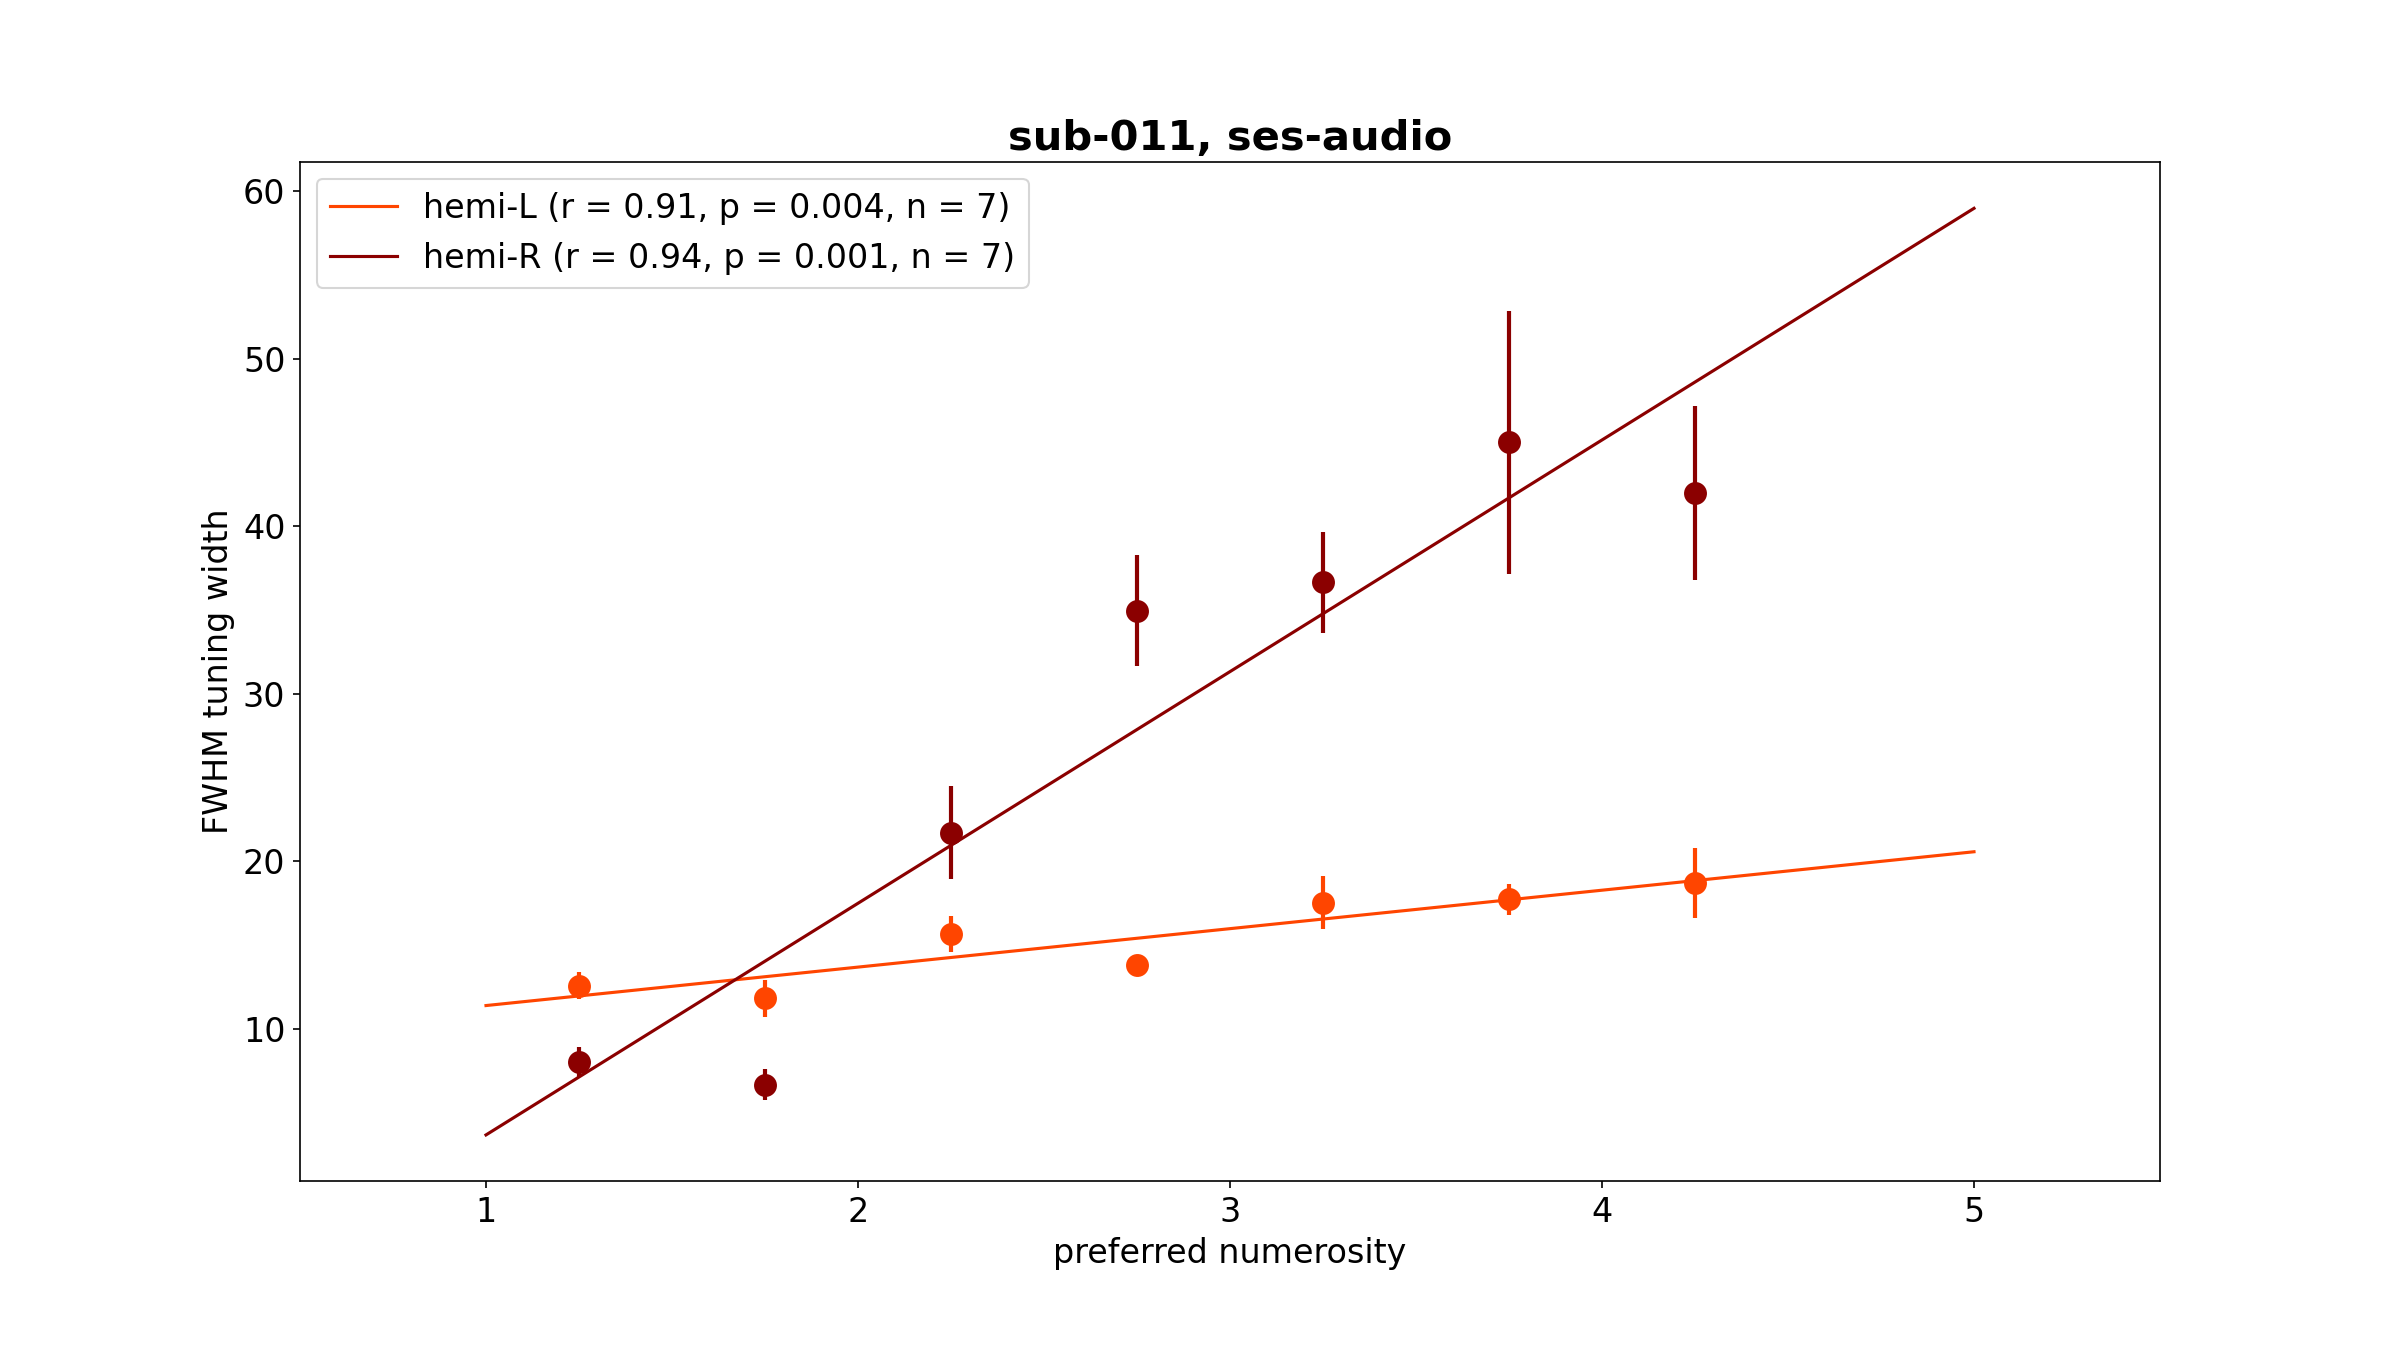 sub-011, ses-audio
hemi-L (r = 0.91, p = 0.004, n = 7)
hemi-R (r = 0.94, p = 0.001, n = 7)
60
50
40
30
20
10
FWHM tuning width
1 2 3 4 5
preferred numerosity